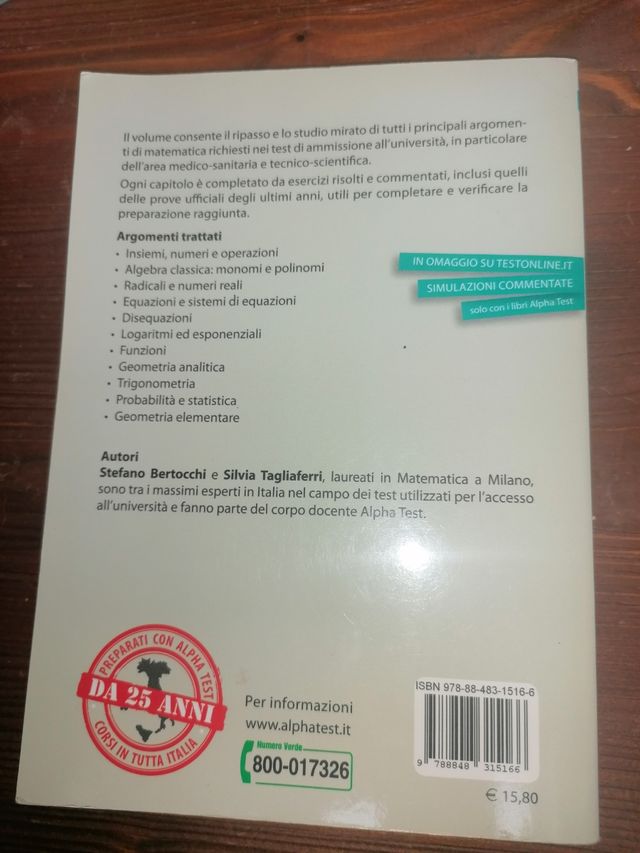 Il volume consente il ripasso e lo studio mirato di tutti i principali argomen-
ti di matematica richiesti nei test di ammissione all'università, in particolare
dell'area medico-sanitaria e tecnico-scientifica.
Ogni capitolo è completato da esercizi risolti e commentati, inclusi quelli
delle prove ufficiali degli ultimi anni, utili per completare e verificare la
preparazione raggiunta.
Argomenti trattati
• Insiemi, numeri e operazioni
• Algebra classica: monomi e polinomi
• Radicali e numeri reali
• Equazioni e sistemi di equazioni
• Disequazioni
• Logaritmi ed esponenziali
• Funzioni
• Geometria analitica
• Trigonometria
• Probabilità e statistica
• Geometria elementare
IN OMAGGIO SU TESTONLINE.IT
SIMULAZIONI COMMENTATE
solo con i libri Alpha Test
Autori
Stefano Bertocchi e Silvia Tagliaferri, laureati in Matematica a Milano,
sono tra i massimi esperti in Italia nel campo dei test utilizzati per l'accesso
all'università e fanno parte del corpo docente Alpha Test.
PREPARATI CON ALPHA TEST
DA 25 ANNI
CORSI IN TUTTA ITALIA
Per informazioni
www.alphatest.it
Numero Verde
800-017326
ISBN 978-88-483-1516-6
9 788848 315166
€ 15,80